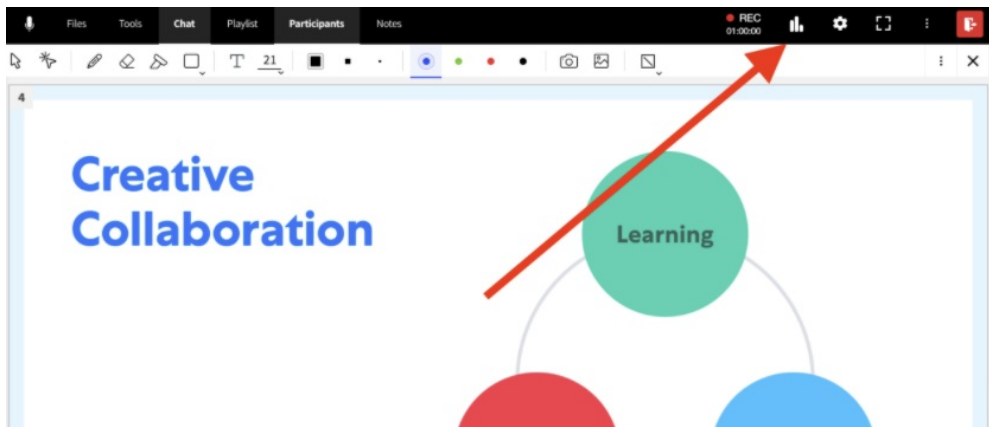 Files Tools Chat Playlist Participants Notes REC
01:00:00
T 21
4
Creative
Collaboration
Learning